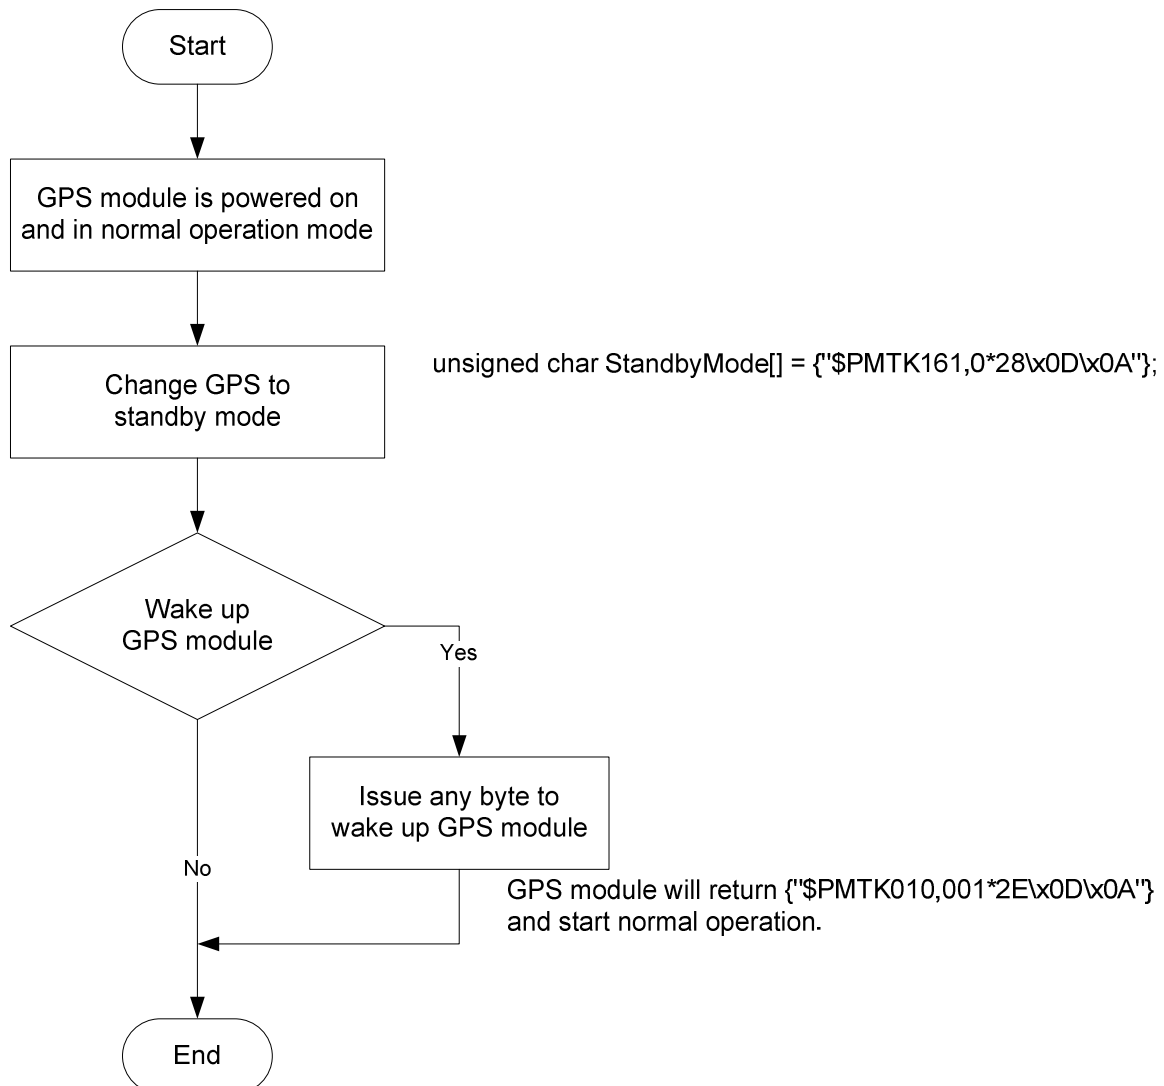 Start
GPS module is powered on
and in normal operation mode
Change GPS to
standby mode
unsigned char StandbyMode[] = {"$PMTK161,0*28\x0D\x0A"};
Wake up
GPS module
Yes
Issue any byte to
wake up GPS module
No
GPS module will return {"$PMTK010,001*2E\x0D\x0A"}
and start normal operation.
End